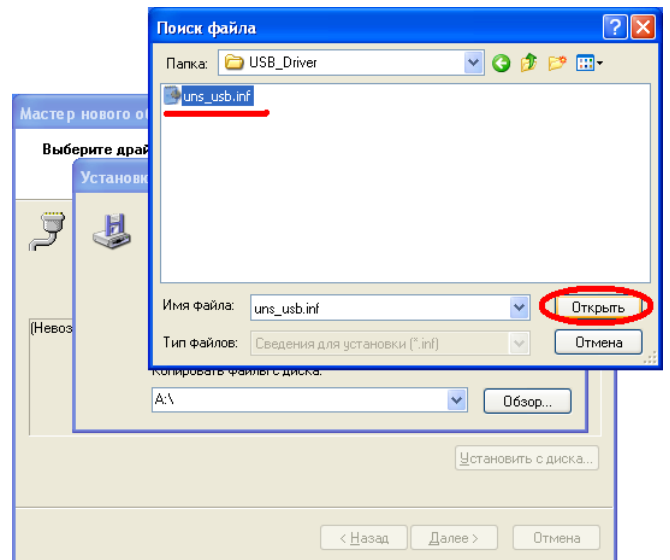 Поиск файла
Папка: USB_Driver
uns_usb.inf
Мастер нового об
Выберите драй
Установк
Имя файла: uns_usb.inf Открыть
(Невоз
Тип файлов: Сведения для установки (*.inf) Отмена
Копировать файлы с диска:
A:\ Обзор...
Установить с диска...
< Назад Далее > Отмена